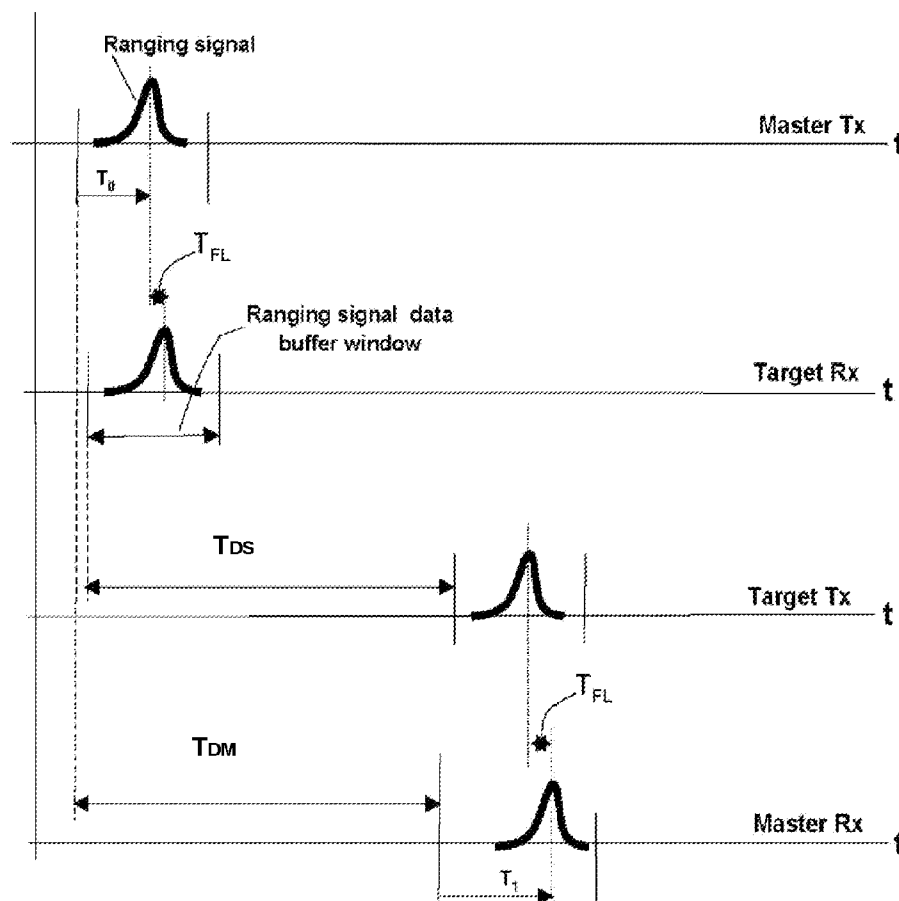 Ranging signal
Master Tx
t
T0
TFL
Ranging signal data
buffer window
Target Rx
t
TDS
Target Tx
t
TFL
TDM
Master Rx
t
T1